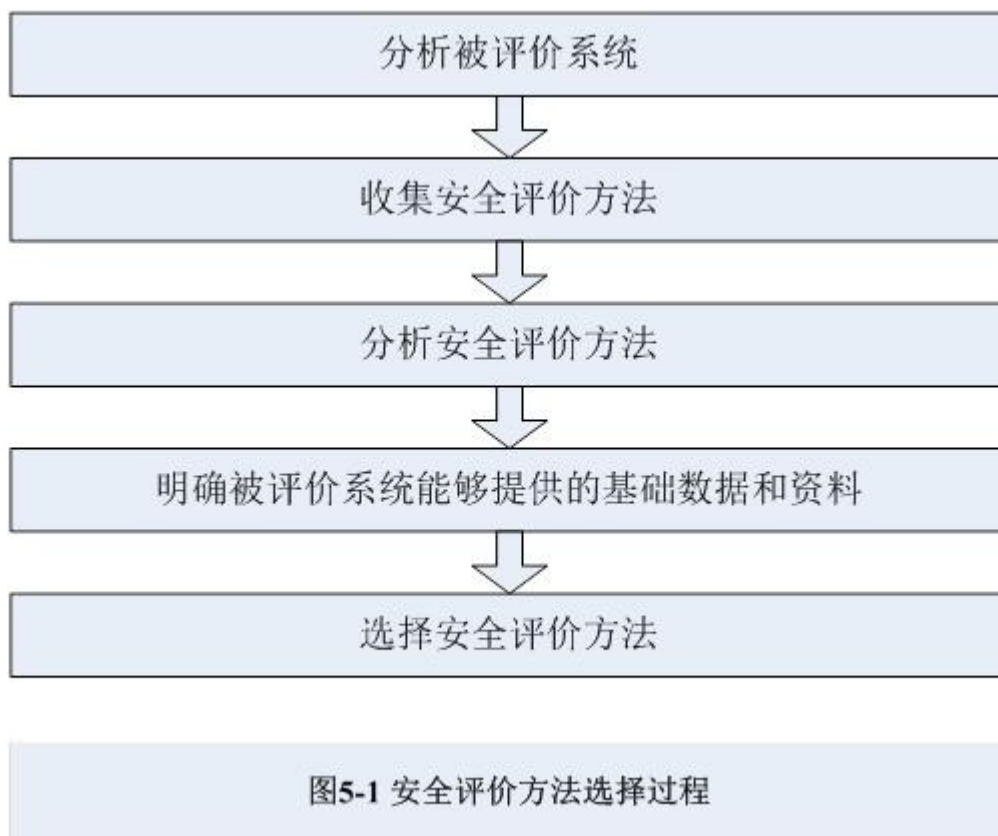 分析被评价系统
收集安全评价方法
分析安全评价方法
明确被评价系统能够提供的基础数据和资料
选择安全评价方法
图5-1 安全评价方法选择过程